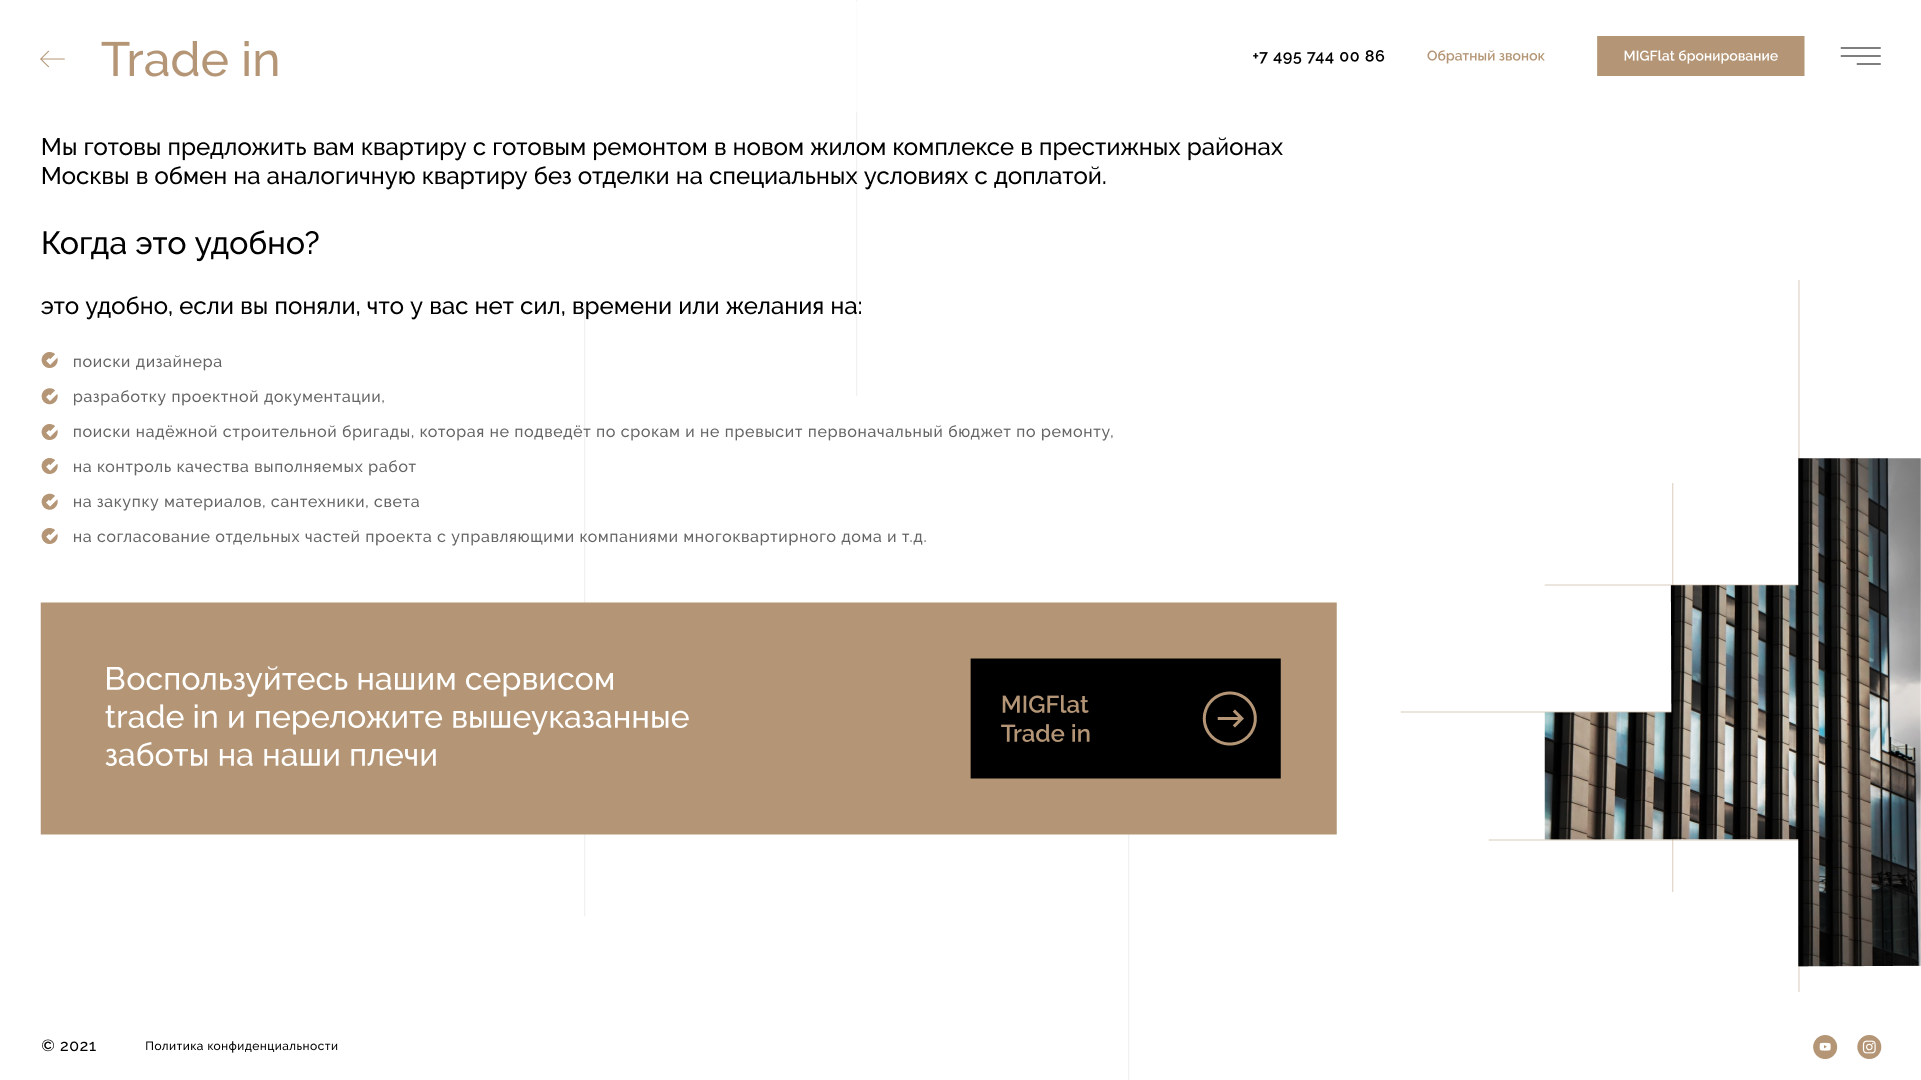 Trade in
+7 495 744 00 86
Обратный звонок
MIGFlat бронирование
Мы готовы предложить вам квартиру с готовым ремонтом в новом жилом комплексе в престижных районах
Москвы в обмен на аналогичную квартиру без отделки на специальных условиях с доплатой.
Когда это удобно?
это удобно, если вы поняли, что у вас нет сил, времени или желания на:
поиски дизайнера
разработку проектной документации,
поиски надёжной строительной бригады, которая не подведёт по срокам и не превысит первоначальный бюджет по ремонту,
на контроль качества выполняемых работ
на закупку материалов, сантехники, света
на согласование отдельных частей проекта с управляющими компаниями многоквартирного дома и т.д.
Воспользуйтесь нашим сервисом
trade in и переложите вышеуказанные
заботы на наши плечи
MIGFlat
Trade in
© 2021
Политика конфиденциальности